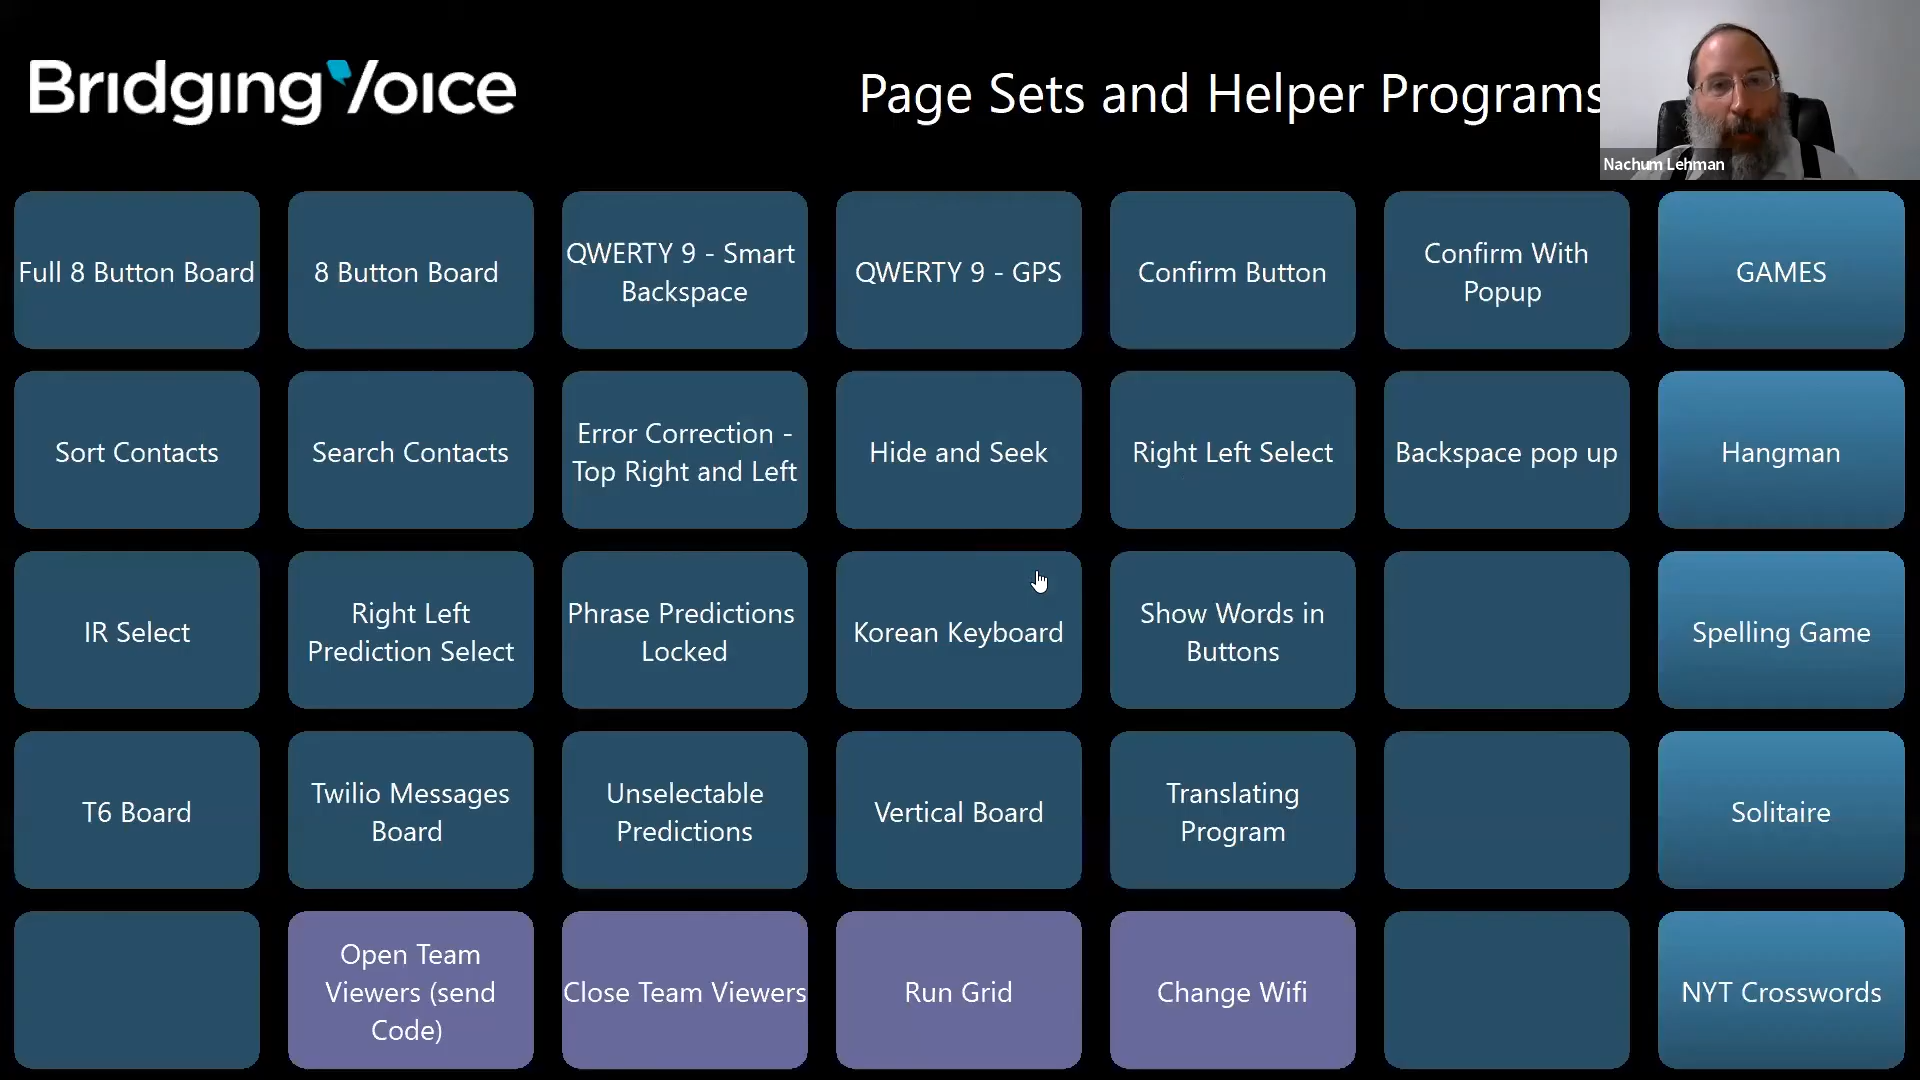 BridgingVoice
Page Sets and Helper Programs
Nachum Lehman
Full 8 Button Board
8 Button Board
QWERTY 9 - Smart
Backspace
QWERTY 9 - GPS
Confirm Button
Confirm With
Popup
GAMES
Sort Contacts
Search Contacts
Error Correction -
Top Right and Left
Hide and Seek
Right Left Select
Backspace pop up
Hangman
IR Select
Right Left
Prediction Select
Phrase Predictions
Locked
Korean Keyboard
Show Words in
Buttons
Spelling Game
T6 Board
Twilio Messages
Board
Unselectable
Predictions
Vertical Board
Translating
Program
Solitaire
Open Team
Viewers (send
Code)
Close Team Viewers
Run Grid
Change Wifi
NYT Crosswords